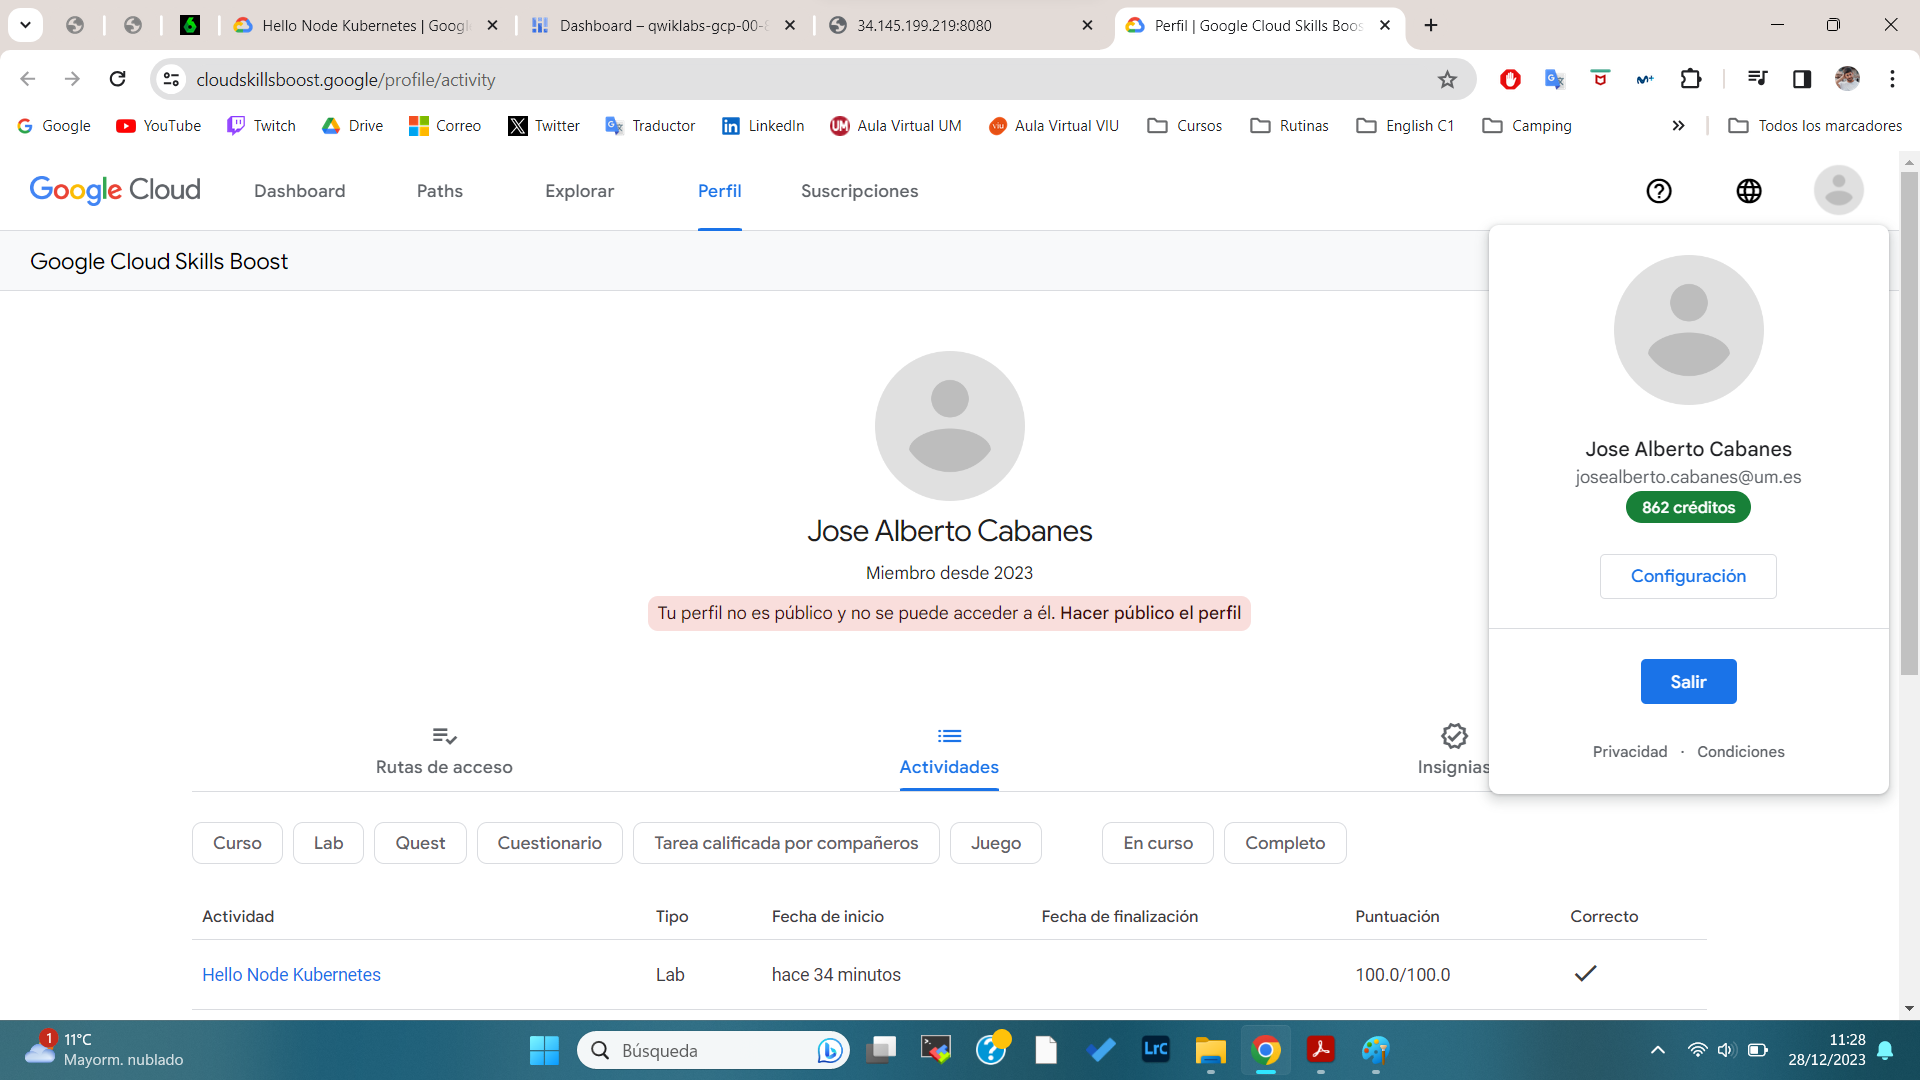 Hello Node Kubernetes | Googl
Dashboard – qwiklabs-gcp-00-8
34.145.199.219:8080
Perfil | Google Cloud Skills Boos
cloudskillsboost.google/profile/activity
Google
YouTube
Twitch
Drive
Correo
Twitter
Traductor
LinkedIn
Aula Virtual UM
Aula Virtual VIU
Cursos
Rutinas
English C1
Camping
Todos los marcadores
Google Cloud
Dashboard
Paths
Explorar
Perfil
Suscripciones
Google Cloud Skills Boost
Jose Alberto Cabanes
josealberto.cabanes@um.es
862 créditos
Configuración
Salir
Privacidad · Condiciones
Jose Alberto Cabanes
Miembro desde 2023
Tu perfil no es público y no se puede acceder a él. Hacer público el perfil
Rutas de acceso
Actividades
Insignias
Curso
Lab
Quest
Cuestionario
Tarea calificada por compañeros
Juego
En curso
Completo
Actividad Tipo Fecha de inicio Fecha de finalización Puntuación Correcto
Hello Node Kubernetes Lab hace 34 minutos 100.0/100.0
1
11°C
Mayorm. nublado
Búsqueda
LrC
11:28
28/12/2023